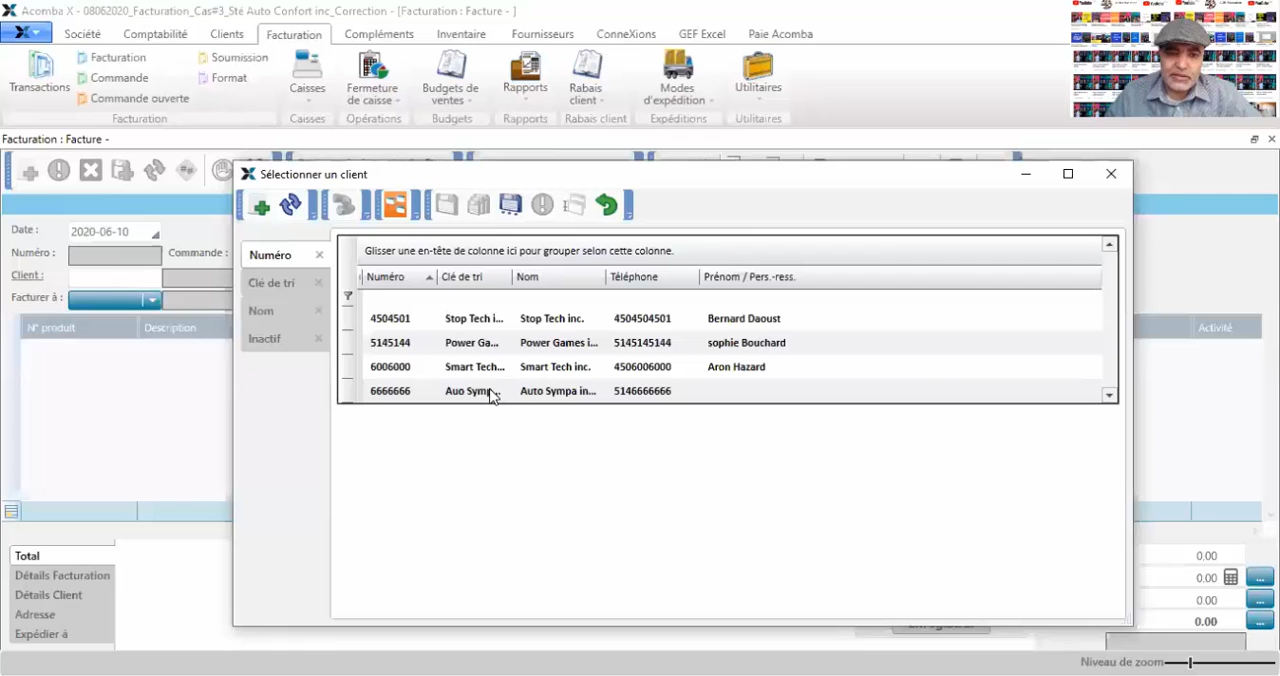 Acomba X - 08062020_Facturation_Cas#3_Sté Auto Confort inc_Correction - [Facturation : Facture - ]
Société Comptabilité Clients Facturation CÉL Excel Paie Acomba
Transactions
Facturation
Commande
Commande ouverte
Soumission
Format
Facturation
Caisses
Caisses
de caisse
Budgets de ventes
Budgets
Rapports
Rapports
Rabais client
Rabais client
Modes d'expédition
Expéditions
Utilitaires
Utilitaires
Facturation : Facture -
Sélectionner un client
Date : 2020-06-10
Numéro : Commande :
Client :
Facturer à :
N° produit Description Activité
Numéro
Clé de tri
Nom
Inactif
Glisser une en-tête de colonne ici pour grouper selon cette colonne.
Numéro Clé de tri Nom Téléphone Prénom / Pers.-ress.
4504501 Stop Tech i... Stop Tech inc. 4504504501 Bernard Daoust
5145144 Power Ga... Power Games i... 5145145144 sophie Bouchard
6006000 Smart Tech... Smart Tech inc. 4506006000 Aron Hazard
6666666 Auo Symp... Auto Sympa in... 5146666666
Total
Détails Facturation
Détails Client
Adresse
Expédier à
0.00
0.00
0.00
0.00
Niveau de zoom